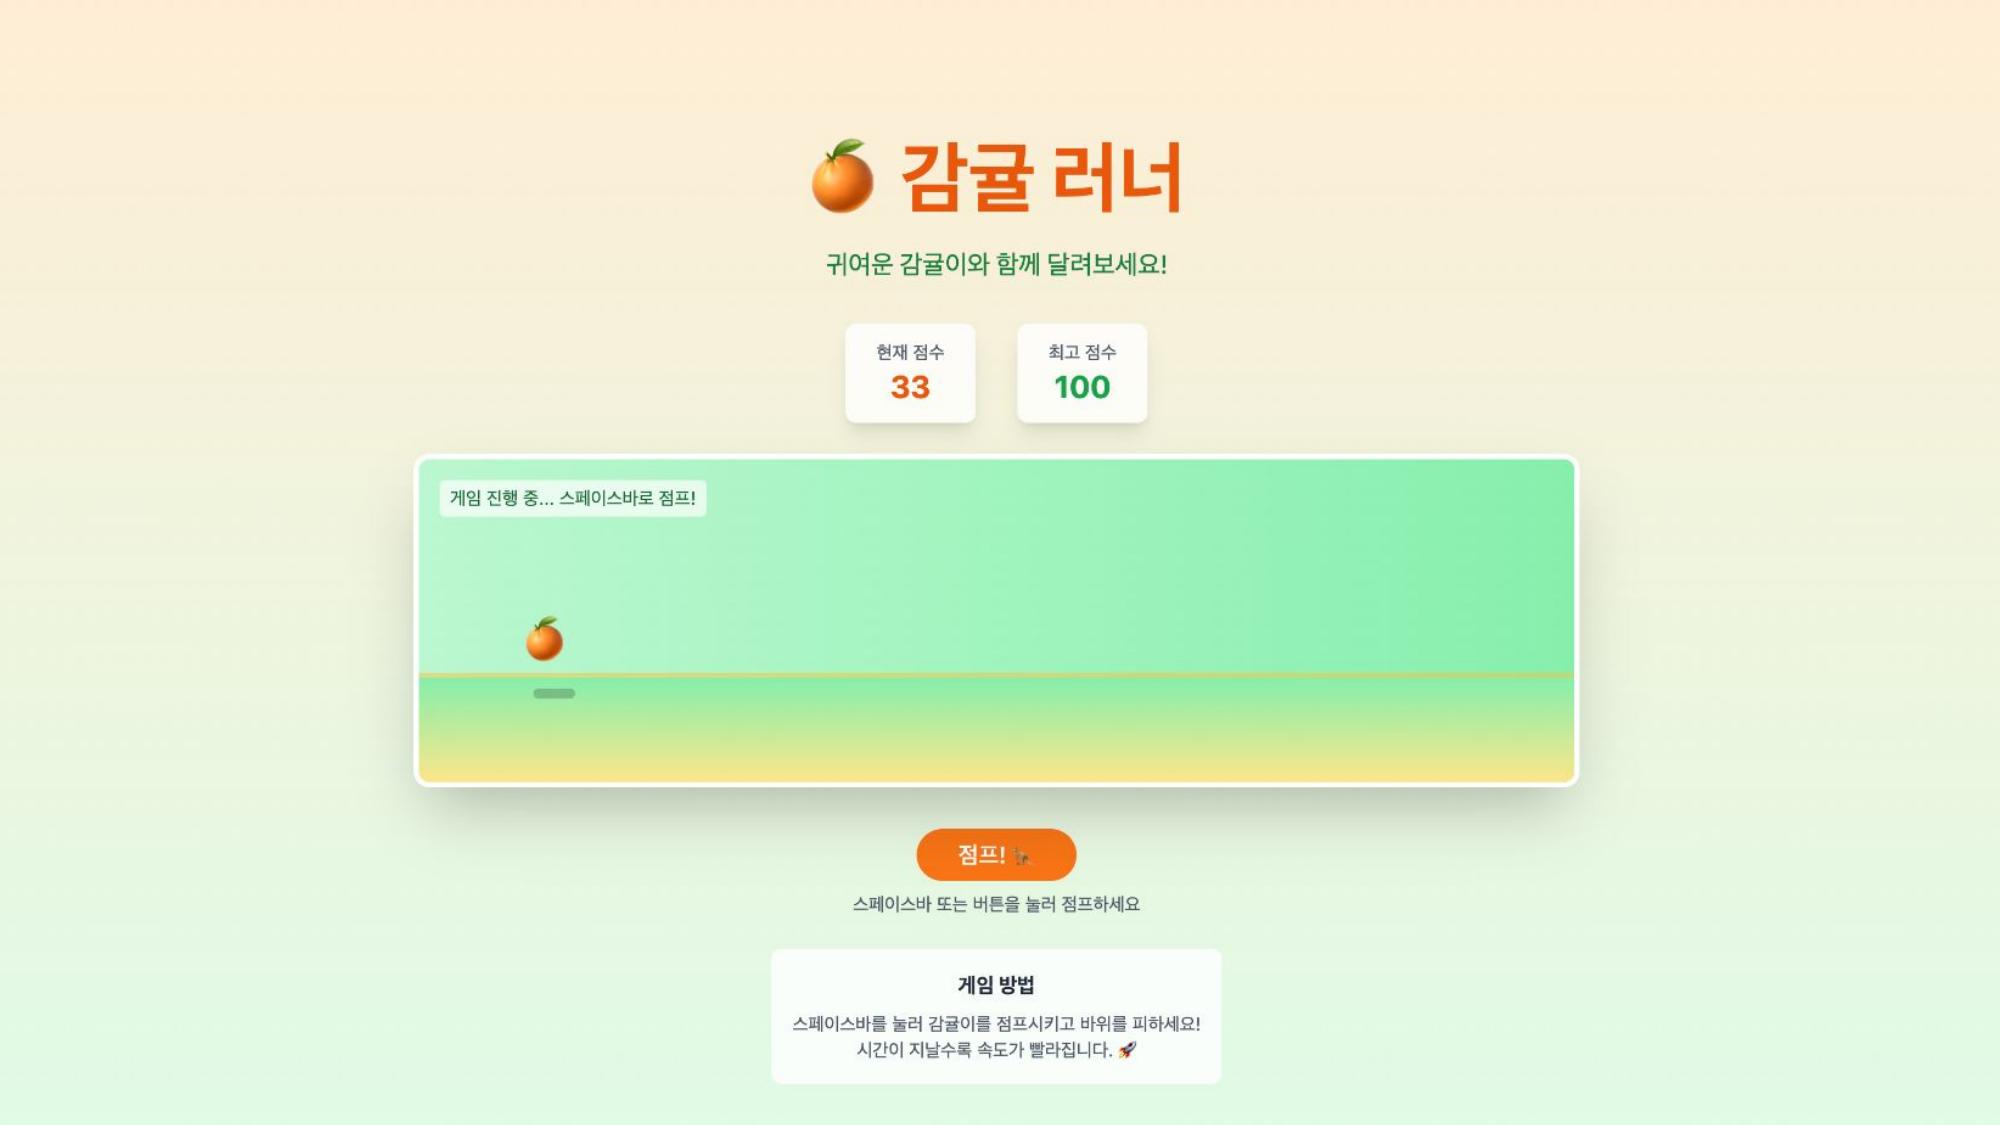 감귤 러너
귀여운 감귤이와 함께 달려보세요!
현재 점수
33
최고 점수
100
게임 진행 중... 스페이스바로 점프!
점프!
스페이스바 또는 버튼을 눌러 점프하세요
게임 방법
스페이스바를 눌러 감귤이를 점프시키고 바위를 피하세요!
시간이 지날수록 속도가 빨라집니다.